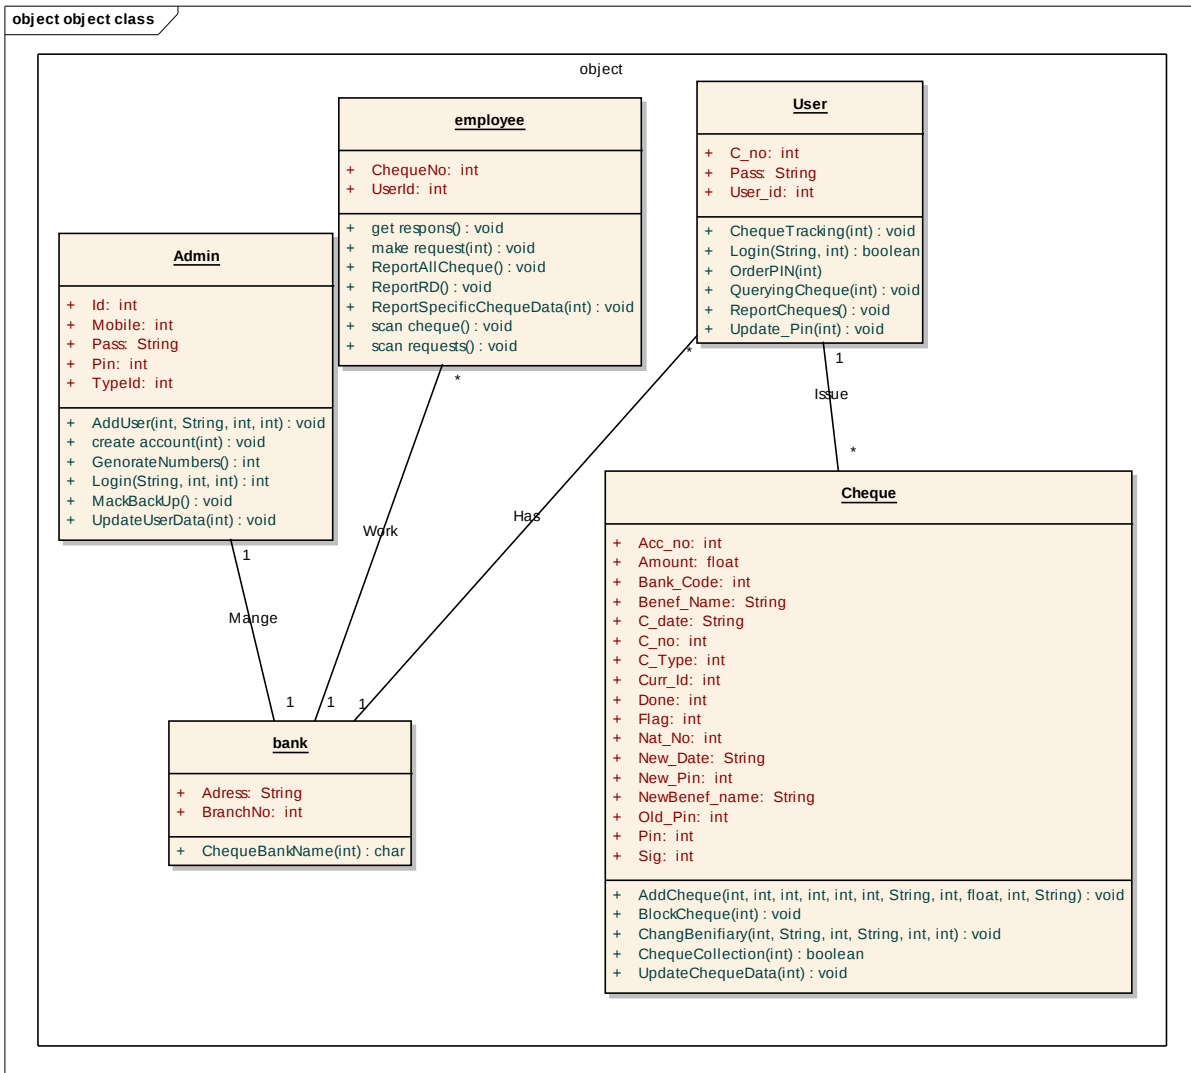 object object class
object
employee
+ ChequeNo: int
+ UserId: int
+ get respons() : void
+ make request(int) : void
+ ReportAllCheque() : void
+ ReportRD() : void
+ ReportSpecificChequeData(int) : void
+ scan cheque() : void
+ scan requests() : void
*
User
+ C_no: int
+ Pass: String
+ User_id: int
+ ChequeTracking(int) : void
+ Login(String, int) : boolean
+ OrderPIN(int)
+ QueryingCheque(int) : void
+ ReportCheques() : void
+ Update_Pin(int) : void
*
1
Issue
*
Admin
+ Id: int
+ Mobile: int
+ Pass: String
+ Pin: int
+ TypeId: int
+ AddUser(int, String, int, int) : void
+ create account(int) : void
+ GenorateNumbers() : int
+ Login(String, int, int) : int
+ MackBackUp() : void
+ UpdateUserData(int) : void
1
Mange
Work
Has
1
1
1
bank
+ Adress: String
+ BranchNo: int
+ ChequeBankName(int) : char
Cheque
+ Acc_no: int
+ Amount: float
+ Bank_Code: int
+ Benef_Name: String
+ C_date: String
+ C_no: int
+ C_Type: int
+ Curr_Id: int
+ Done: int
+ Flag: int
+ Nat_No: int
+ New_Date: String
+ New_Pin: int
+ NewBenef_name: String
+ Old_Pin: int
+ Pin: int
+ Sig: int
+ AddCheque(int, int, int, int, int, int, String, int, float, int, String) : void
+ BlockCheque(int) : void
+ ChangBenifiary(int, String, int, String, int, int) : void
+ ChequeCollection(int) : boolean
+ UpdateChequeData(int) : void